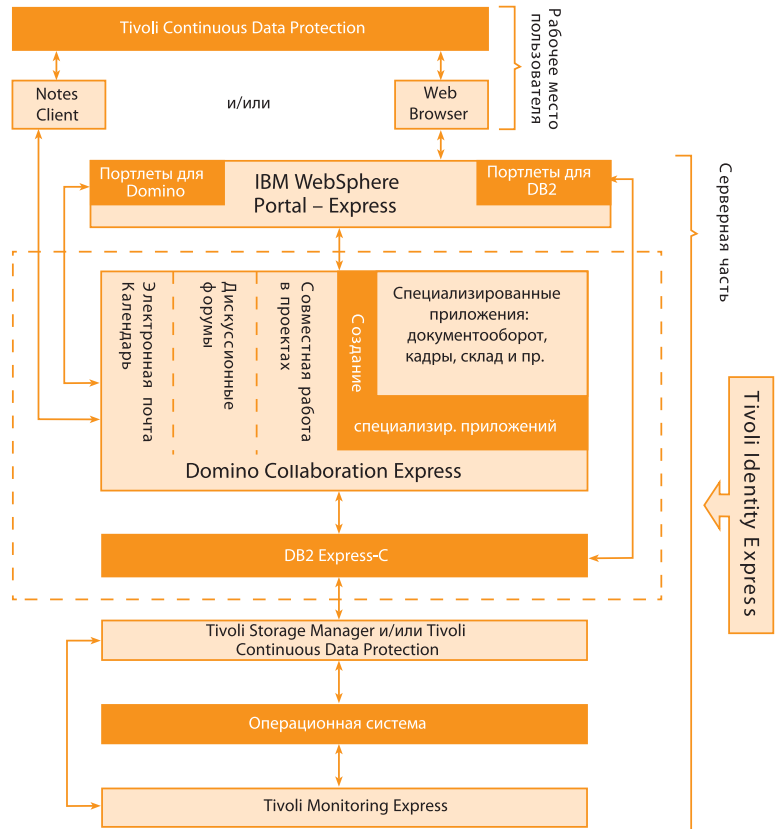 Tivoli Continuous Data Protection
Рабочее место
пользователя
Notes
Client
и/или
Web
Browser
Портлеты для
Domino
IBM WebSphere
Portal – Express
Портлеты для
DB2
Серверная часть
Электронная почта
Календарь
Дискуссионные
форумы
Совместная работа
в проектах
Создание
специализир. приложений
Специализированные
приложения:
документооборот,
кадры, склад и пр.
Domino Collaboration Express
Tivoli Identity Express
DB2 Express-C
Tivoli Storage Manager и/или Tivoli
Continuous Data Protection
Операционная система
Tivoli Monitoring Express